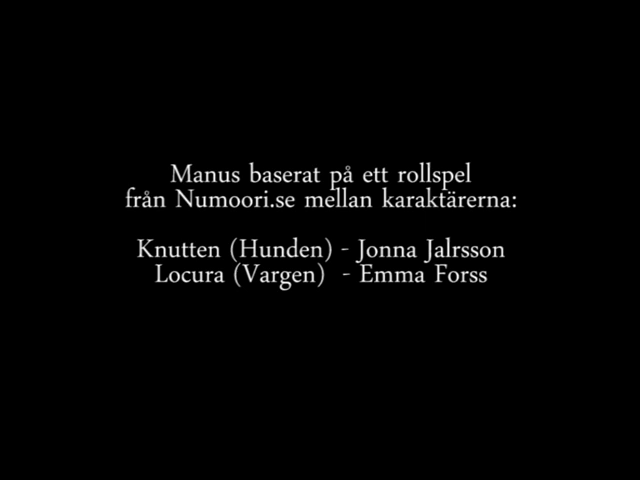 Manus baserat på ett rollspel
från Numoori.se mellan karaktärerna:
Knutten (Hunden) - Jonna Jalrsson
Locura (Vargen) - Emma Forss